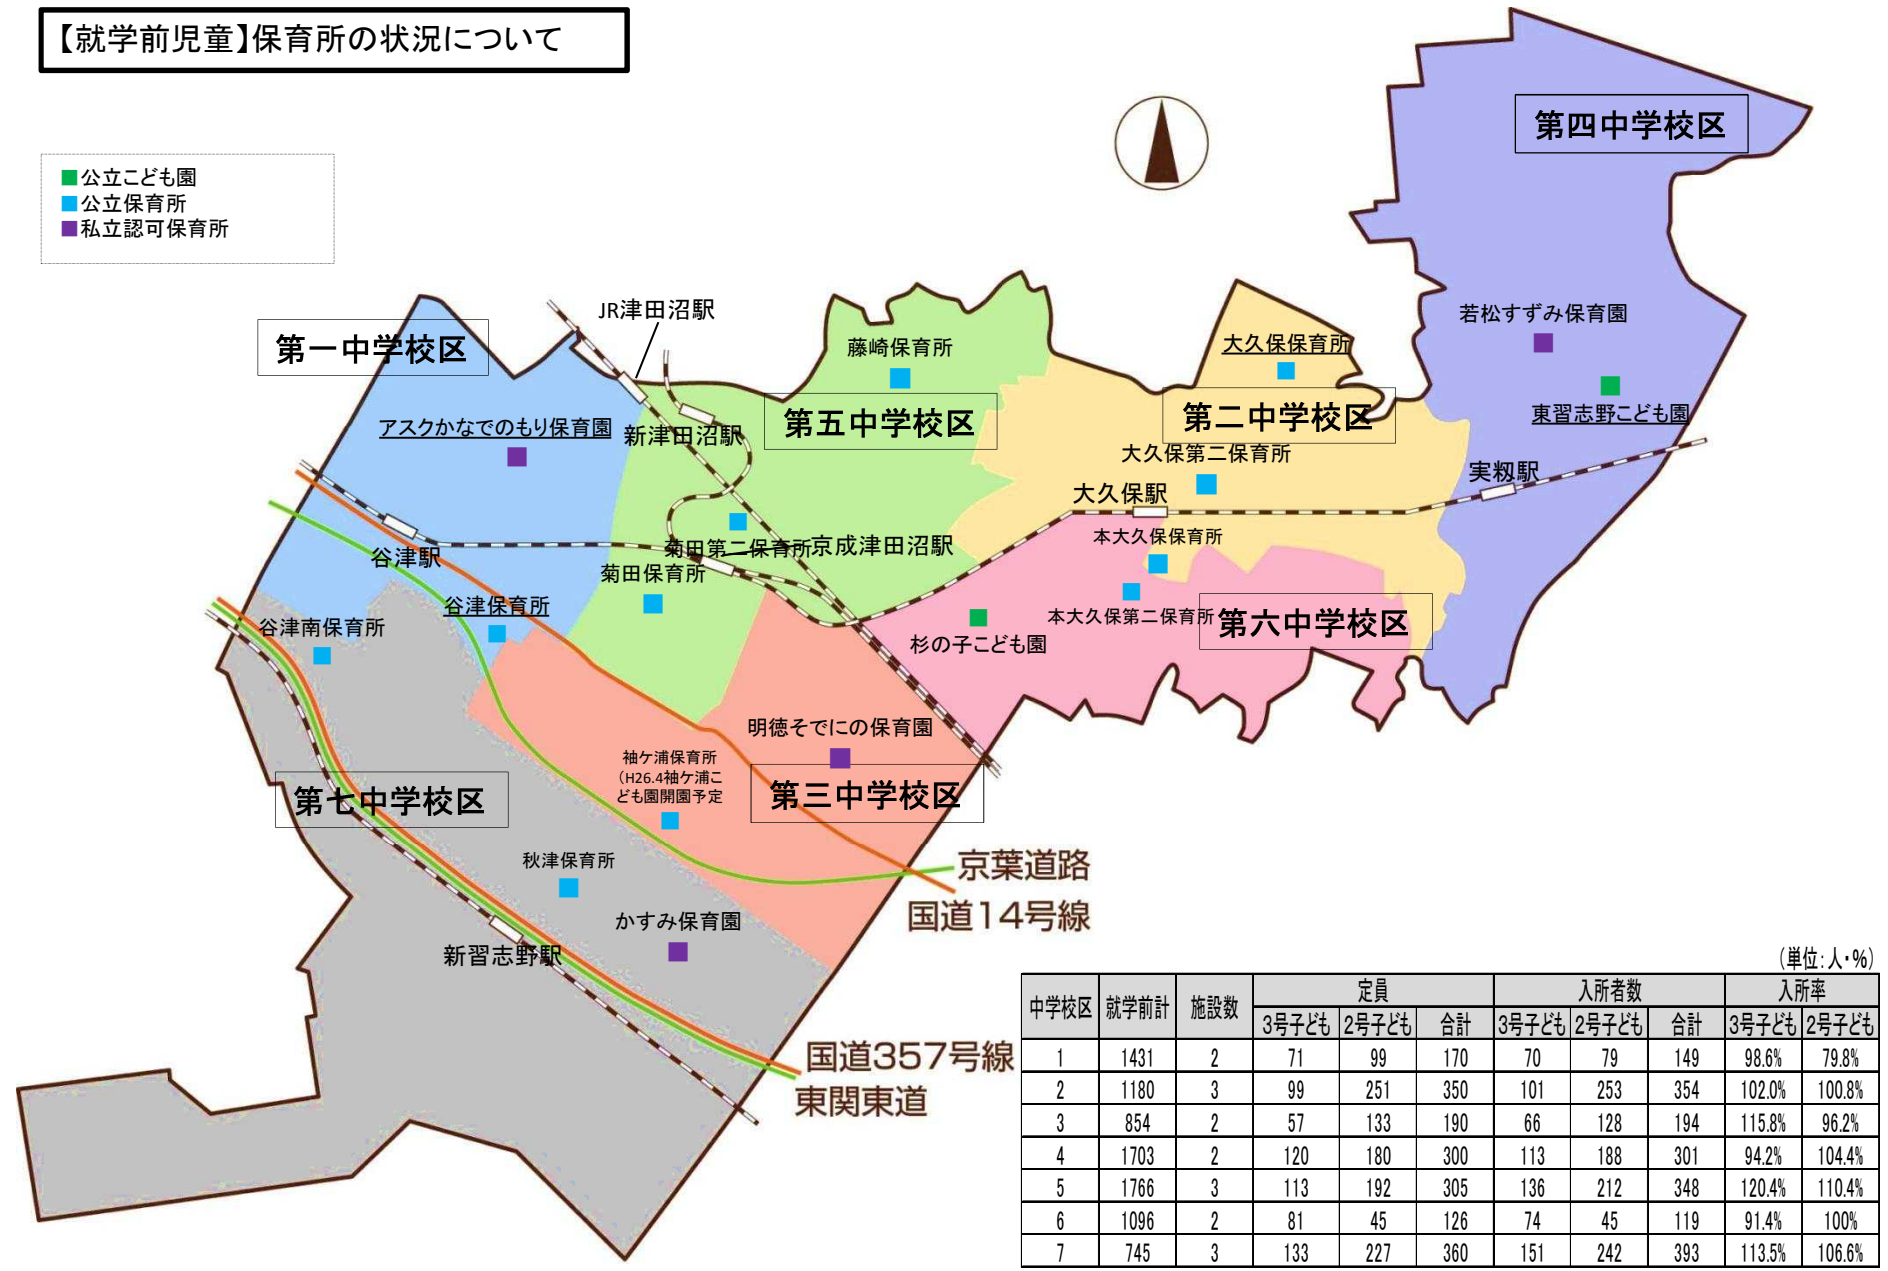 【就学前児童】保育所の状況について
■公立こども園
■公立保育所
■私立認可保育所
第四中学校区
JR津田沼駅
若松すずみ保育園
第一中学校区
藤崎保育所
大久保保育所
東習志野こども園
アスクかなでのもり保育園
新津田沼駅
第五中学校区
第二中学校区
大久保第二保育所
実籾駅
大久保駅
谷津駅
菊田第二保育所
京成津田沼駅
本大久保保育所
菊田保育所
谷津保育所
谷津南保育所
杉の子こども園
本大久保第二保育所
第六中学校区
明徳そでにの保育園
袖ケ浦保育所
（H26.4袖ケ浦こ
ども園開園予定
第七中学校区
第三中学校区
秋津保育所
京葉道路
国道14号線
かすみ保育園
新習志野駅
国道357号線
東関東道
（単位：人・％）
中学校区 就学前計 施設数 定員 入所者数 入所率
3号子ども 2号子ども 合計 3号子ども 2号子ども 合計 3号子ども 2号子ども
1 1431 2 71 99 170 70 79 149 98.6% 79.8%
2 1180 3 99 251 350 101 253 354 102.0% 100.8%
3 854 2 57 133 190 66 128 194 115.8% 96.2%
4 1703 2 120 180 300 113 188 301 94.2% 104.4%
5 1766 3 113 192 305 136 212 348 120.4% 110.4%
6 1096 2 81 45 126 74 45 119 91.4% 100%
7 745 3 133 227 360 151 242 393 113.5% 106.6%